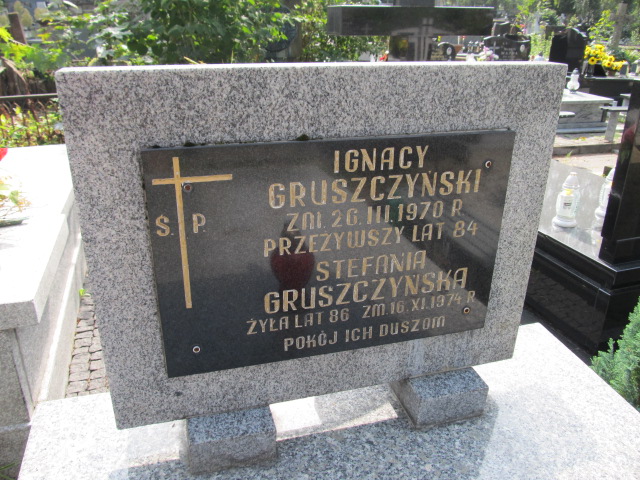 Ś. P.
IGNACY
GRUSZCZYŃSKI
ZM. 26.III.1970 R.
PRZEŻYWSZY LAT 84
STEFANIA
GRUSZCZYŃSKA
ŻYŁA LAT 86 ZM.16.XI.1974 R.
POKÓJ ICH DUSZOM